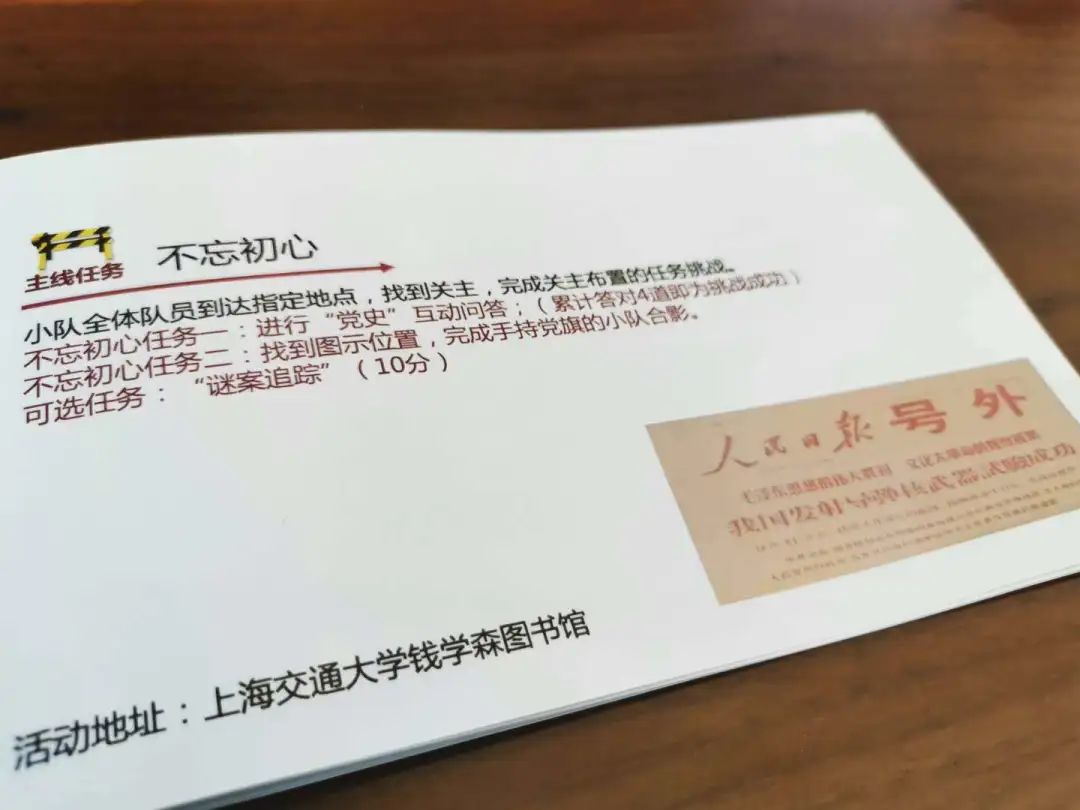 不忘初心
主线任务
小队全体队员到达指定地点，找到关主，完成关主布置的任务挑战。
不忘初心任务一：进行“党史”互动问答；（累计答对4道即为挑战成功）
不忘初心任务二：找到图示位置，完成手持党旗的小队合影。
可选任务：“谜案追踪”（10分）
人民日报 号外
我国发射导弹核武器试验成功
活动地址：上海交通大学钱学森图书馆